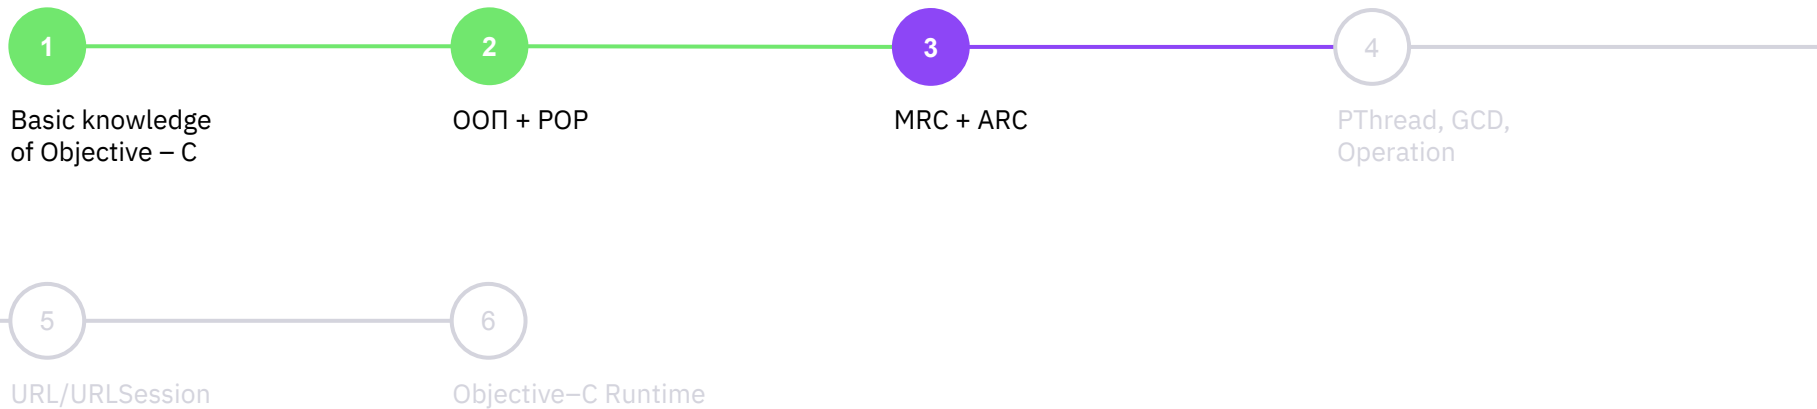 1
2
3
4
Basic knowledge
of Objective – C
ООП + POP
MRC + ARC
PThread, GCD,
Operation
5
6
URL/URLSession
Objective–C Runtime